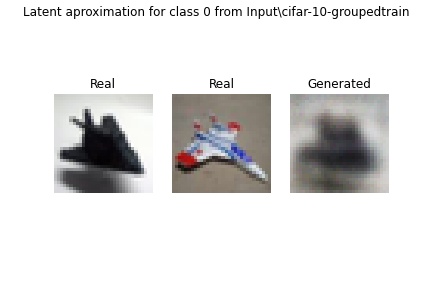 Latent aproximation for class 0 from Input\cifar-10-groupedtrain
Real
Real
Generated